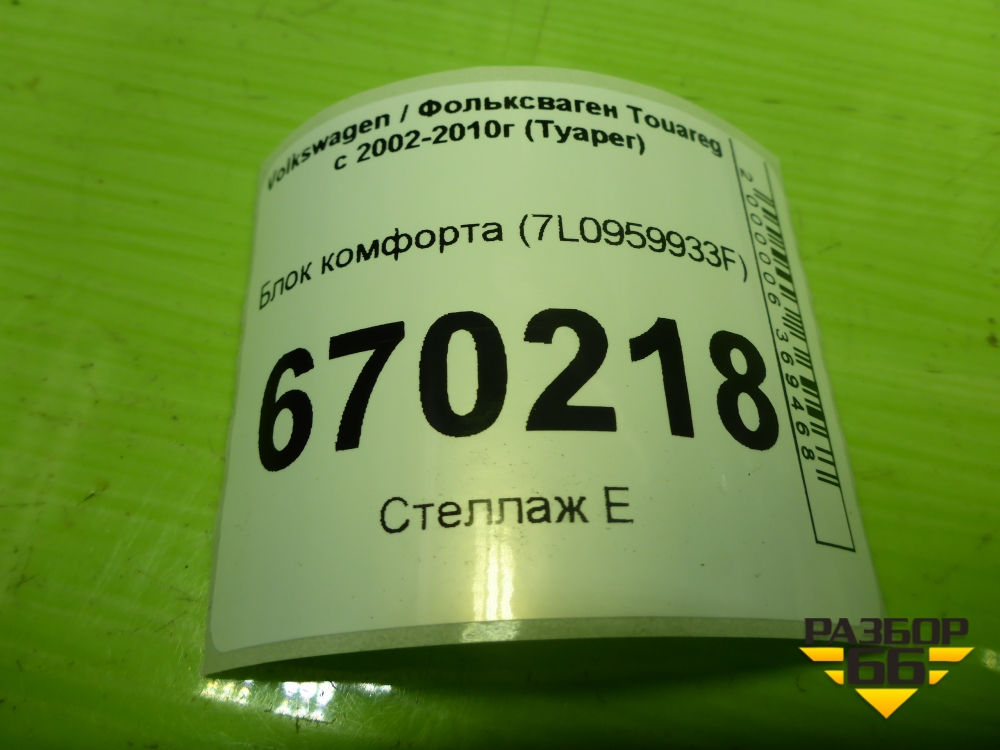 Volkswagen / Фольксваген Touareg
с 2002-2010г (Туарег)
Блок комфорта (7L0959933F)
670218
Стеллаж Е
2000006369468
РАЗБОР
66